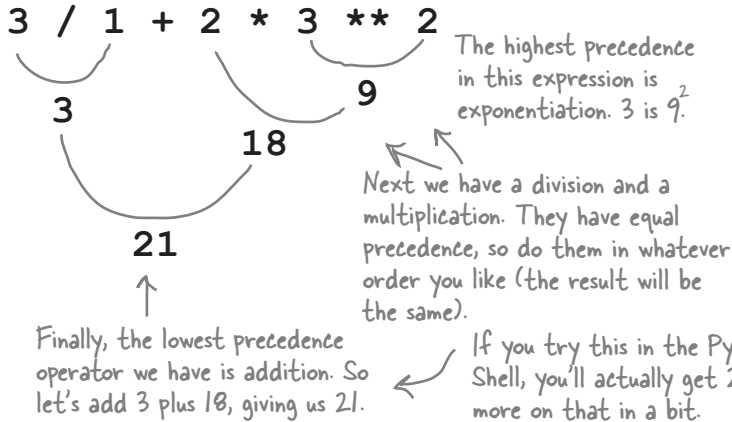 3 / 1 + 2 * 3 ** 2
The highest precedence
in this expression is
exponentiation. 3 is 9².
3
9
18
Next we have a division and a
multiplication. They have equal
precedence, so do them in whatever
order you like (the result will be
the same).
21
Finally, the lowest precedence
operator we have is addition. So
let's add 3 plus 18, giving us 21.
If you try this in the
Shell, you'll actually get
more on that in a bit.